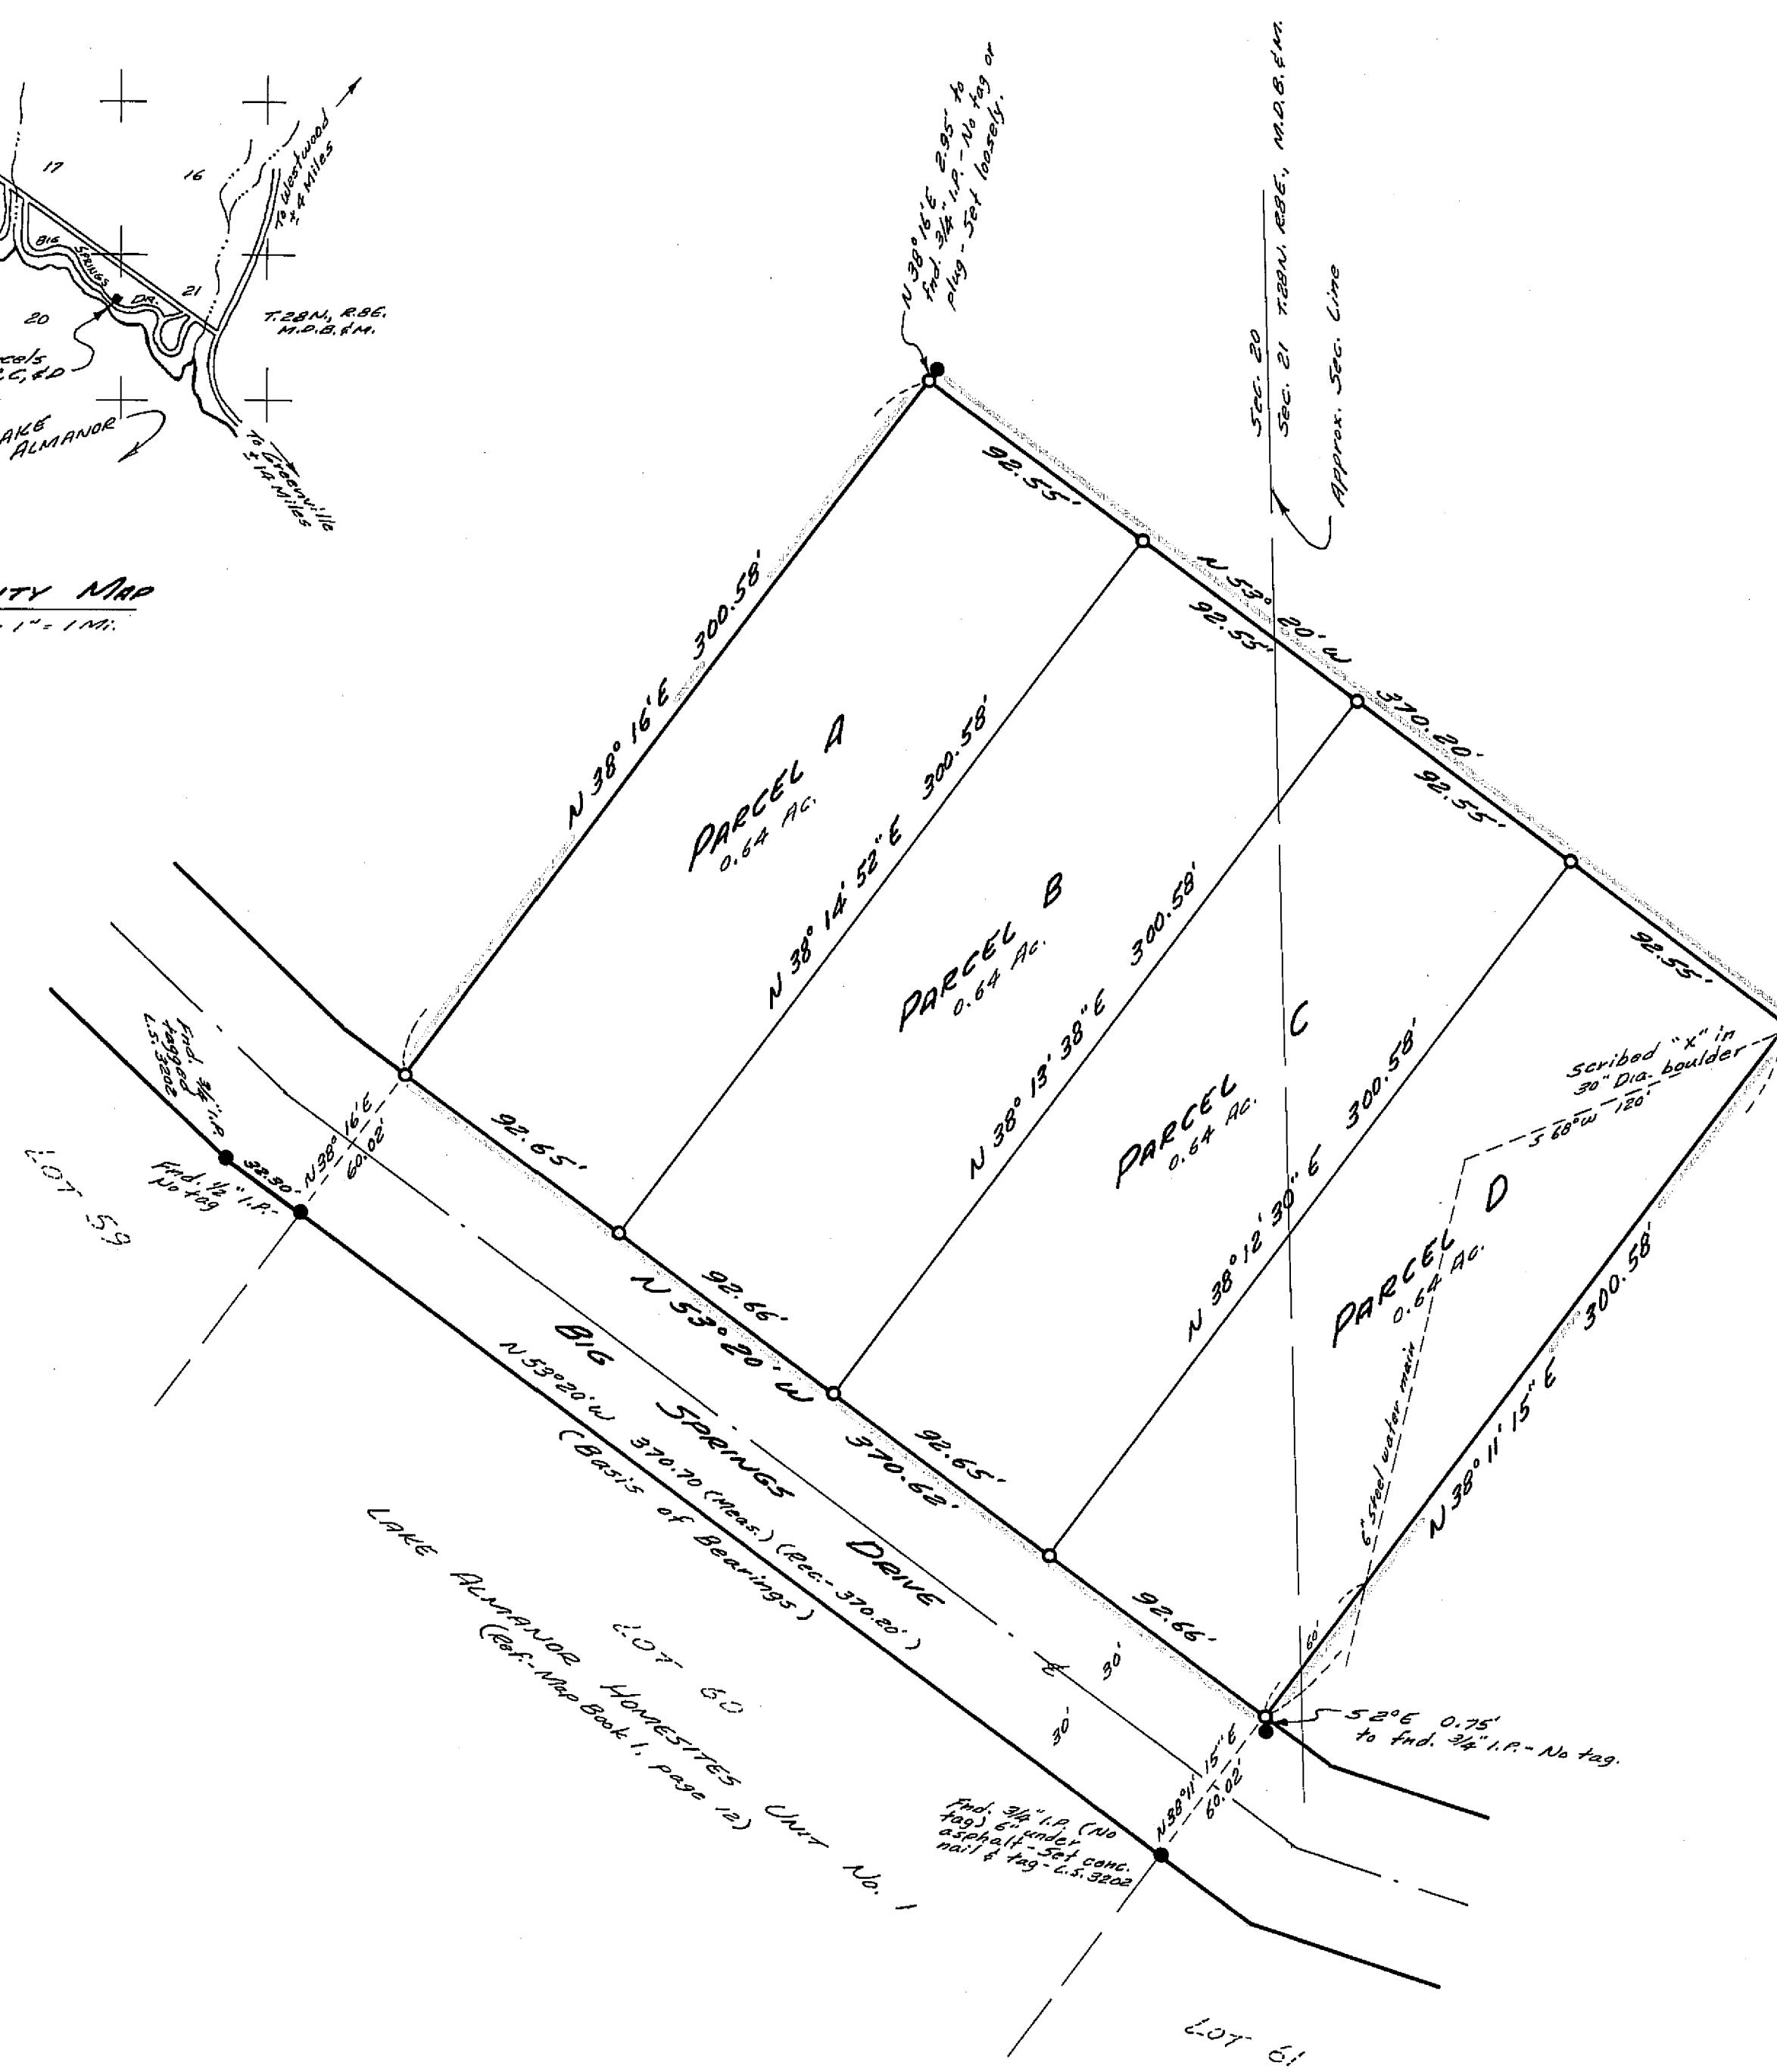 17
16
To Westwood
± 4 Miles
BIG
SPRINGS
DR.
21
20
T.28N., R.8E.
M.D.B.&M.
C,&D
ALMANOR
To Greenville
± 14 Miles
MAP
1" = 1 Mi.
N 38° 16' E 2.95' to
fnd. 3/4" I.P. - No tag or
plug - Set loosely.
Sec. 20
Sec. 21 T.28N. R.8E., M.D.B.&M.
Approx. Sec. Line
92.55'
92.55'
N 53° 20' W
370.20'
92.55'
92.55'
N 38° 16' E 300.58'
PARCEL A
0.64 Ac.
N 38° 14' 52" E 300.58'
PARCEL B
0.64 Ac.
N 38° 13' 38" E 300.58'
PARCEL C
0.64 Ac.
N 38° 12' 30" E 300.58'
PARCEL D
0.64 Ac.
Scribed "X" in
30" Dia. boulder
S 68° W 120'
6" steel water main
N 38° 11' 15" E 300.58'
60'
Fnd. 3/4" I.P.
tagged
L.S. 3202
LOT 59
Fnd. 1/2" I.P.-
No tag
32.30'
N 38° 16' E
60.02'
92.65'
92.66'
N 53° 20' W
370.62'
92.65'
92.66'
BIG SPRINGS DRIVE
N 53° 20' W 370.70 (Meas.) (Rec.- 370.20')
(Basis of Bearings)
℄ 30'
30'
LOT 60
LAKE ALMANOR HOMESITES UNIT No. 1
(Ref.- Map Book 1, page 12)
S 2° E 0.75'
to fnd. 3/4" I.P. - No tag.
N 38° 11' 15" E
60.02'
Fnd. 3/4" I.P. (No
tag) 6" under
asphalt - Set conc.
nail & tag - L.S. 3202
LOT 61